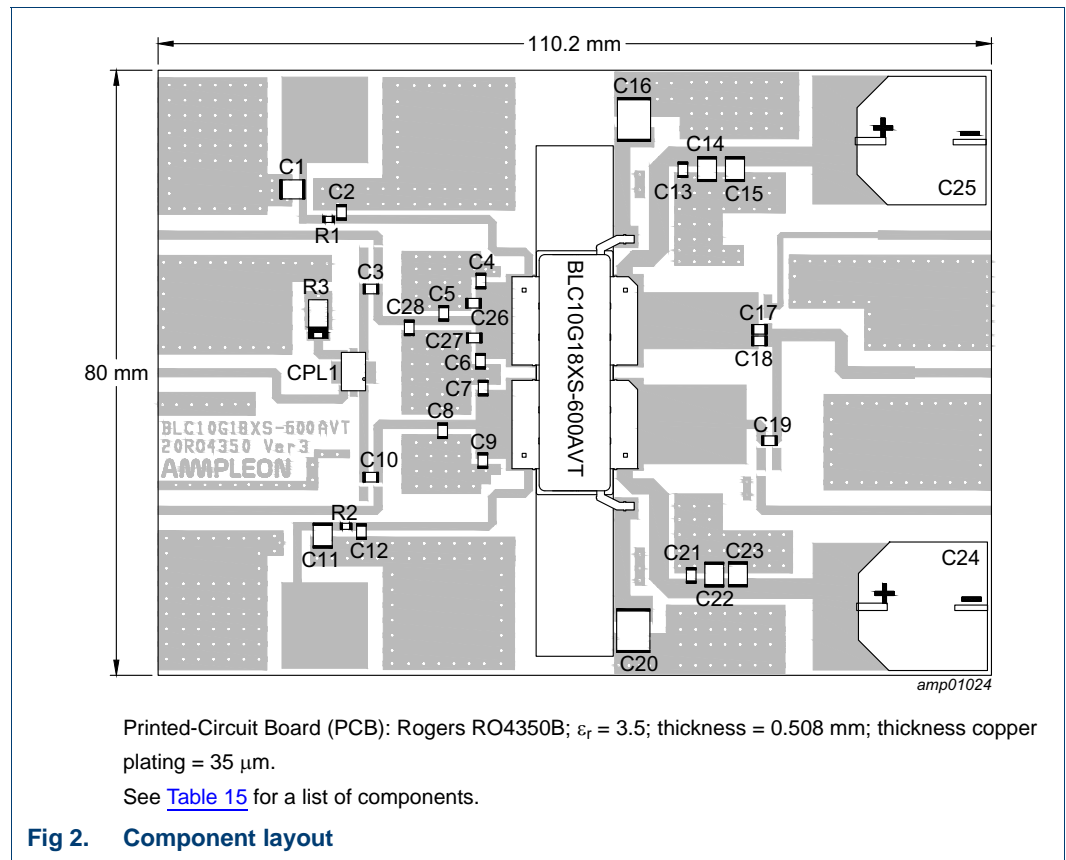 110.2 mm
C16
C14
C1
C13
C15
C25
C2
R1
C4
C3
R3
C5
C28
C26
C17
C27
C18
80 mm
CPL1
C6
C7
BLC10G18XS-600AVT
C8
BLC10G18XS-600AVT
20RO4350 Ver3
AMPLEON
C19
C9
C10
R2
C11
C12
C21
C23
C24
C22
C20
amp01024
Printed-Circuit Board (PCB): Rogers RO4350B; εr = 3.5; thickness = 0.508 mm; thickness copper
plating = 35 μm.
See Table 15 for a list of components.
Fig 2. Component layout